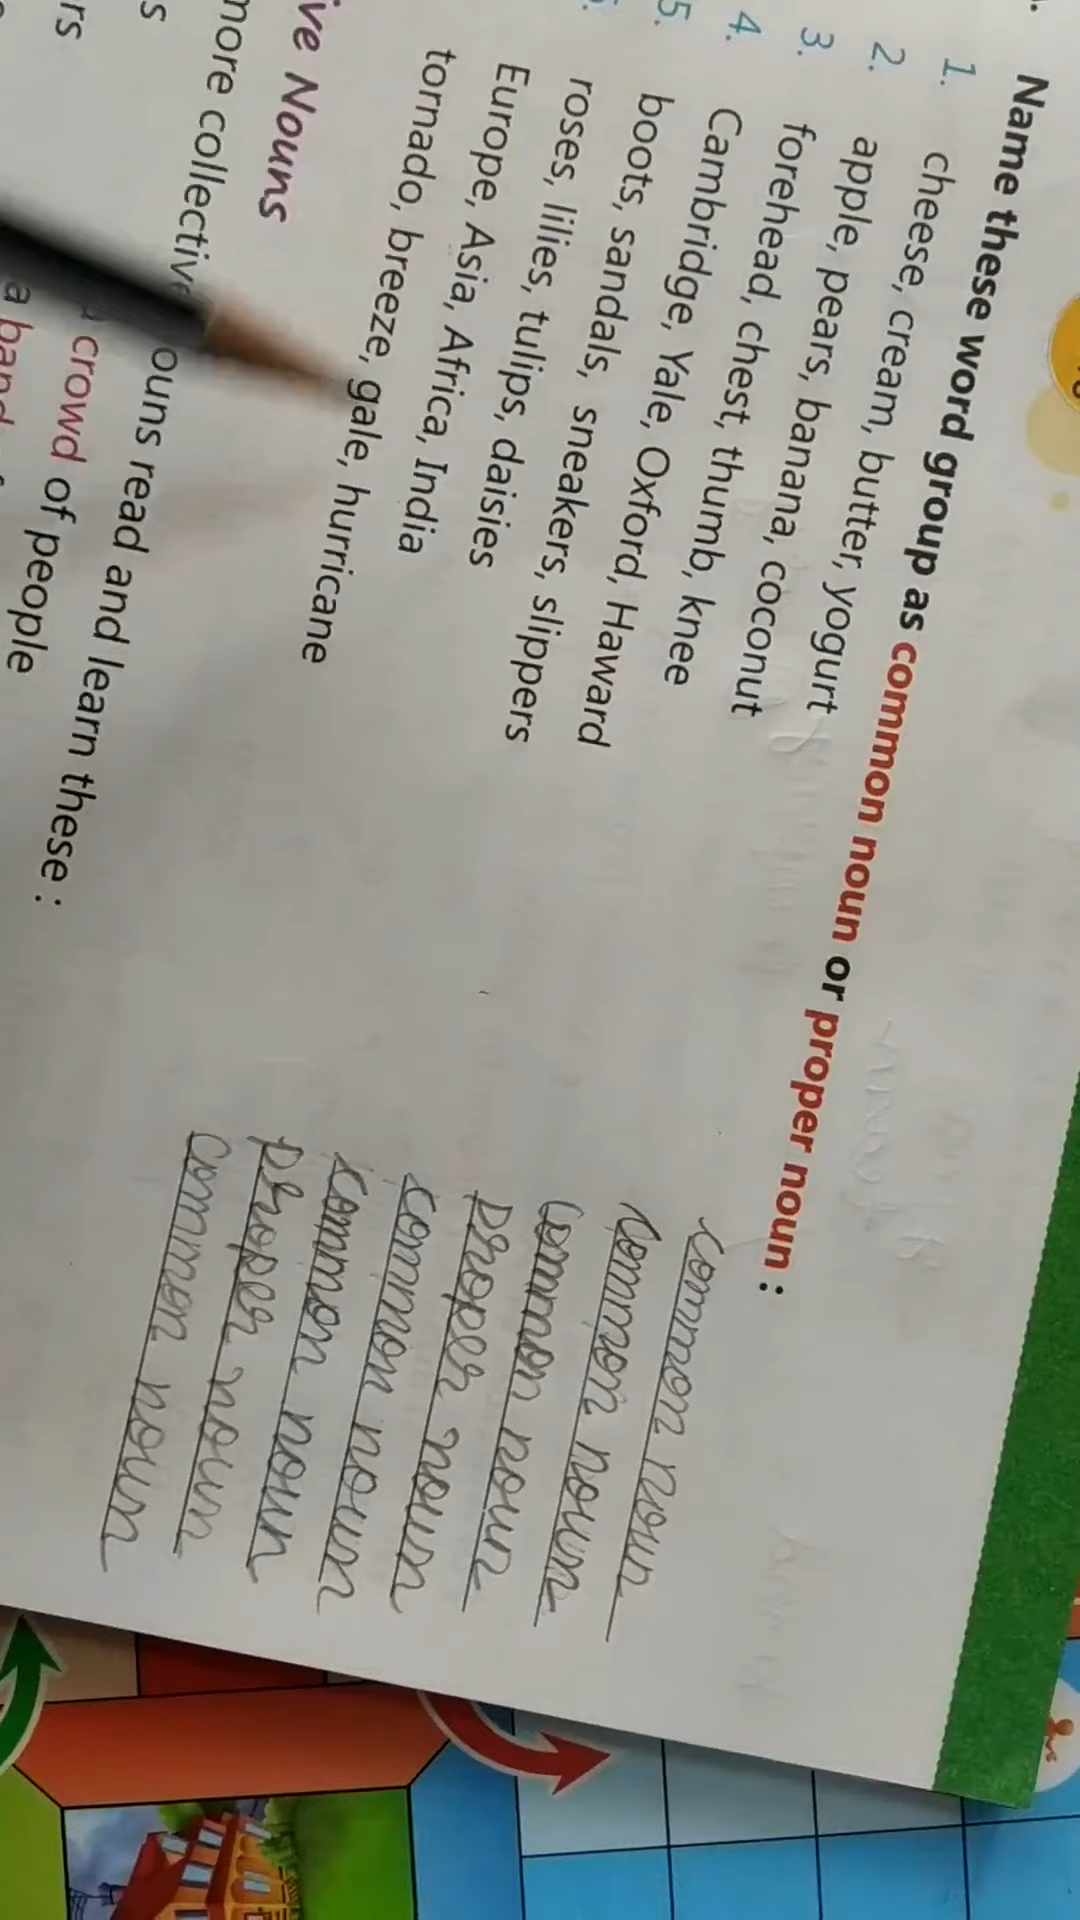 Name these word group as common noun or proper noun :
1. cheese, cream, butter, yogurt
common noun
2. apple, pears, banana, coconut
common noun
3. forehead, chest, thumb, knee
common noun
4. Cambridge, Yale, Oxford, Haward
proper noun
5. boots, sandals, sneakers, slippers
common noun
roses, lilies, tulips, daisies
common noun
Europe, Asia, Africa, India
proper noun
tornado, breeze, gale, hurricane
common noun
ve Nouns
more collective ouns read and learn these :
crowd of people
a band